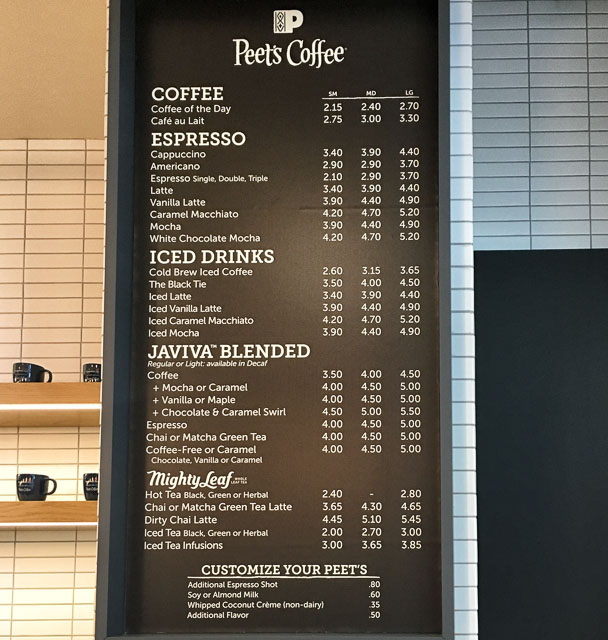 P
Peet's Coffee
COFFEE SM MD LG
Coffee of the Day 2.15 2.40 2.70
Café au Lait 2.75 3.00 3.30
ESPRESSO
Cappuccino 3.40 3.90 4.40
Americano 2.90 2.90 3.70
Espresso Single, Double, Triple 2.10 2.90 3.70
Latte 3.40 3.90 4.40
Vanilla Latte 3.90 4.40 4.90
Caramel Macchiato 4.20 4.70 5.20
Mocha 3.90 4.40 4.90
White Chocolate Mocha 4.20 4.70 5.20
ICED DRINKS
Cold Brew Iced Coffee 2.60 3.15 3.65
The Black Tie 3.50 4.00 4.50
Iced Latte 3.40 3.90 4.40
Iced Vanilla Latte 3.90 4.40 4.90
Iced Caramel Macchiato 4.20 4.70 5.20
Iced Mocha 3.90 4.40 4.90
JAVIVA™ BLENDED
Regular or Light: available in Decaf
Coffee 3.50 4.00 4.50
+ Mocha or Caramel 4.00 4.50 5.00
+ Vanilla or Maple 4.00 4.50 5.00
+ Chocolate & Caramel Swirl 4.50 5.00 5.50
Espresso 4.00 4.50 5.00
Chai or Matcha Green Tea 4.00 4.50 5.00
Coffee-Free or Caramel 4.00 4.50 5.00
Chocolate, Vanilla or Caramel
Mighty Leaf WHOLE LEAF TEA
Hot Tea Black, Green or Herbal 2.40 - 2.80
Chai or Matcha Green Tea Latte 3.65 4.30 4.65
Dirty Chai Latte 4.45 5.10 5.45
Iced Tea Black, Green or Herbal 2.00 2.70 3.00
Iced Tea Infusions 3.00 3.65 3.85
CUSTOMIZE YOUR PEET'S
Additional Espresso Shot .80
Soy or Almond Milk .60
Whipped Coconut Crème (non-dairy) .35
Additional Flavor .50